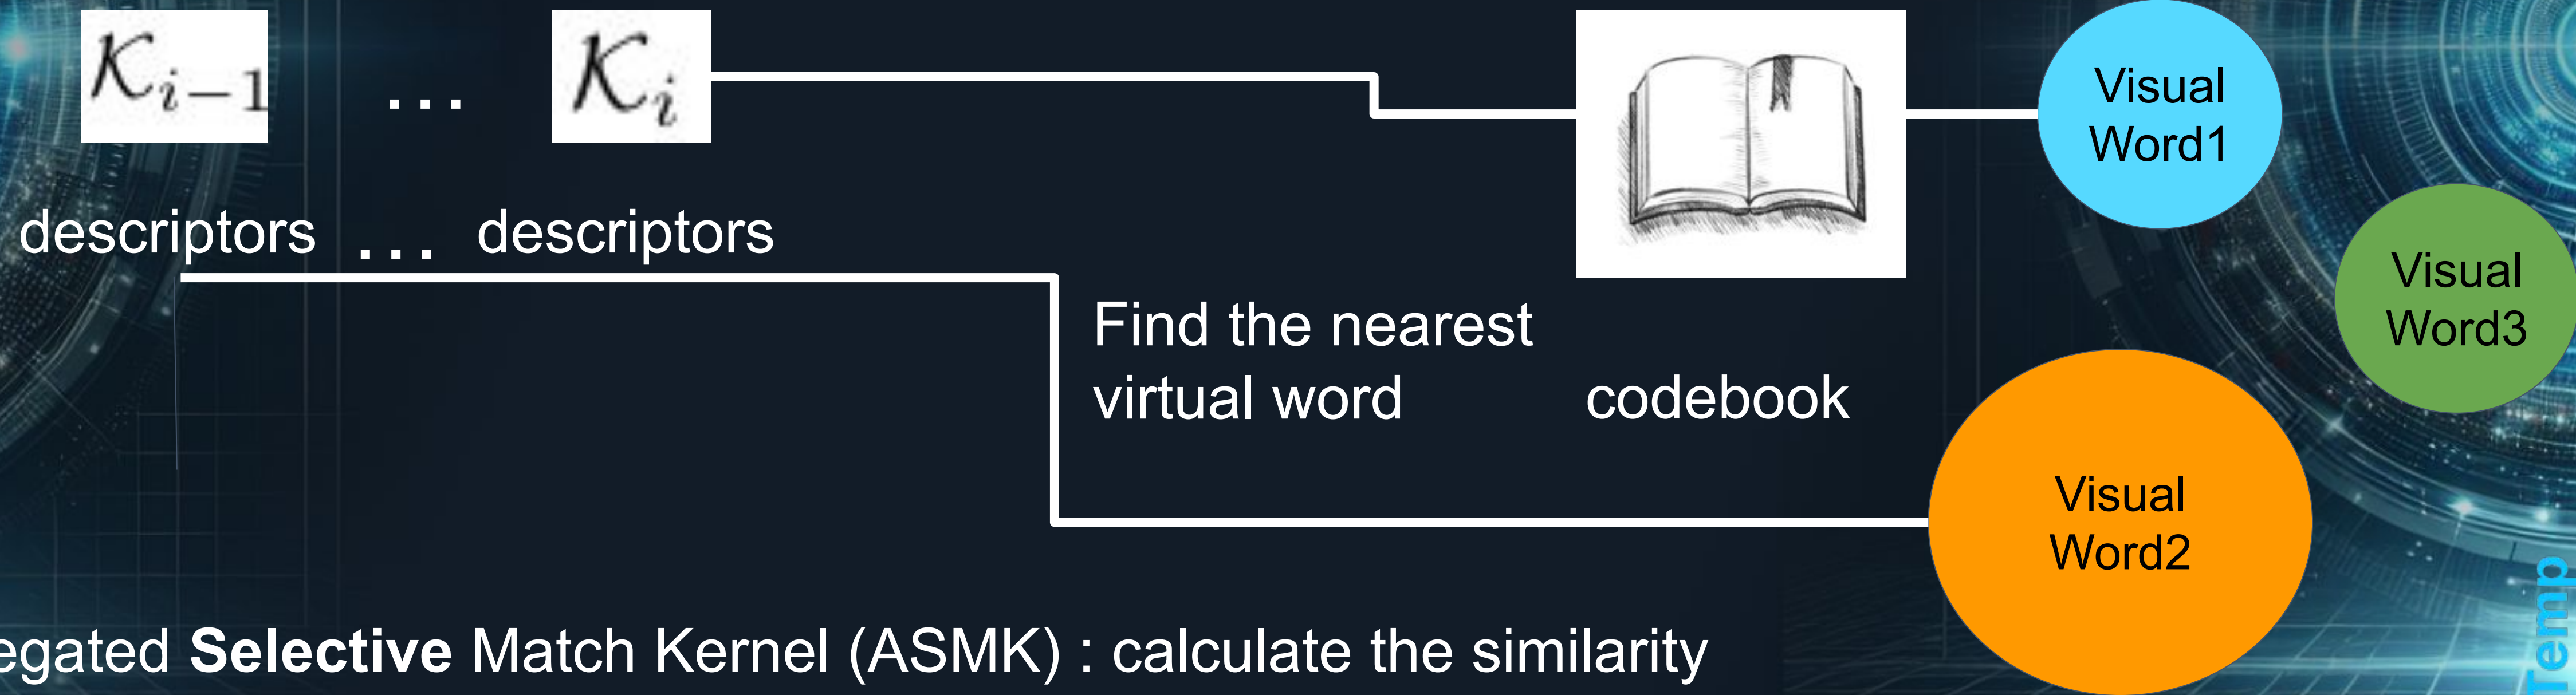 𝒦ᵢ₋₁ ... 𝒦ᵢ
descriptors ... descriptors
Find the nearest
virtual word
codebook
Visual
Word1
Visual
Word3
Visual
Word2
egated Selective Match Kernel (ASMK) : calculate the similarity
Temp